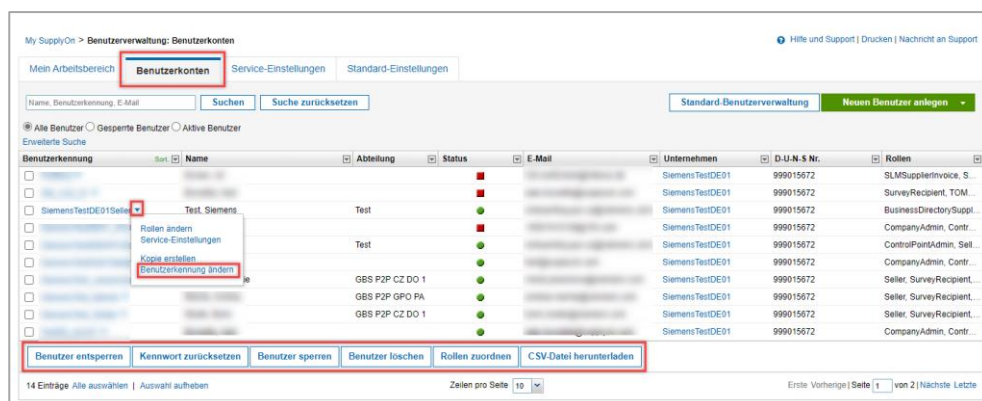 My SupplyOn > Benutzerverwaltung: Benutzerkonten
Hilfe und Support | Drucken | Nachricht an Support
Mein Arbeitsbereich Benutzerkonten Service-Einstellungen Standard-Einstellungen
Name, Benutzerkennung, E-Mail Suchen Suche zurücksetzen Standard-Benutzerverwaltung Neuen Benutzer anlegen
Alle Benutzer Gesperrte Benutzer Aktive Benutzer
Erweiterte Suche
Benutzerkennung Sort. Name Abteilung Status E-Mail Unternehmen D-U-N-S Nr. Rollen
SiemensTestDE01 999015672 SLMSupplierInvoice, S...
SiemensTestDE01 999015672 SurveyRecipient, TOM...
SiemensTestDE01Seller Test, Siemens Test SiemensTestDE01 999015672 BusinessDirectorySuppl...
SiemensTestDE01 999015672 CompanyAdmin, Contr...
Test SiemensTestDE01 999015672 ControlPointAdmin, Sell...
SiemensTestDE01 999015672 CompanyAdmin, Contr...
GBS P2P CZ DO 1 SiemensTestDE01 999015672 Seller, SurveyRecipient,...
GBS P2P GPO PA SiemensTestDE01 999015672 Seller, SurveyRecipient,...
GBS P2P CZ DO 1 SiemensTestDE01 999015672 Seller, SurveyRecipient,...
SiemensTestDE01 999015672 CompanyAdmin, Contr...
Rollen ändern
Service-Einstellungen
Kopie erstellen
Benutzerkennung ändern
Benutzer entsperren Kennwort zurücksetzen Benutzer sperren Benutzer löschen Rollen zuordnen CSV-Datei herunterladen
14 Einträge Alle auswählen | Auswahl aufheben Zeilen pro Seite 10 Erste Vorherige | Seite 1 von 2 | Nächste Letzte